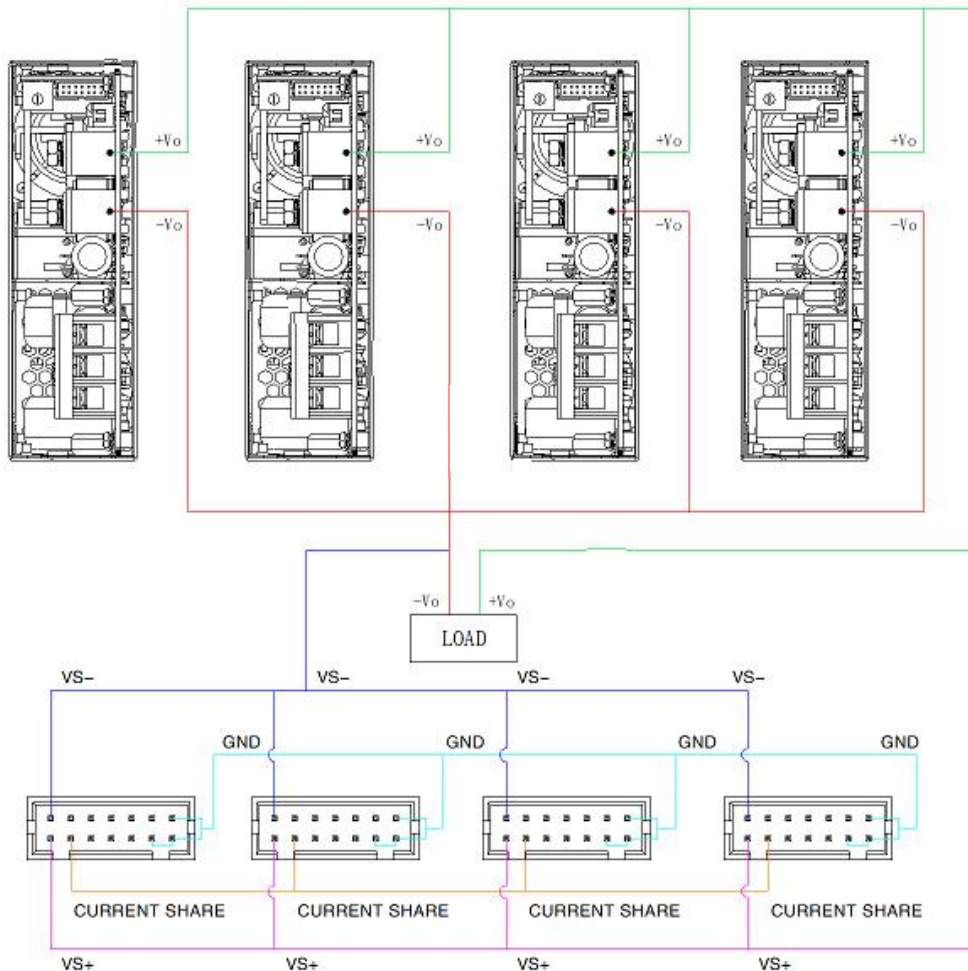 +Vo +Vo +Vo +Vo
-Vo -Vo -Vo -Vo
-Vo +Vo
LOAD
VS− VS− VS− VS−
GND GND GND GND
CURRENT SHARE CURRENT SHARE CURRENT SHARE CURRENT SHARE
VS+ VS+ VS+ VS+